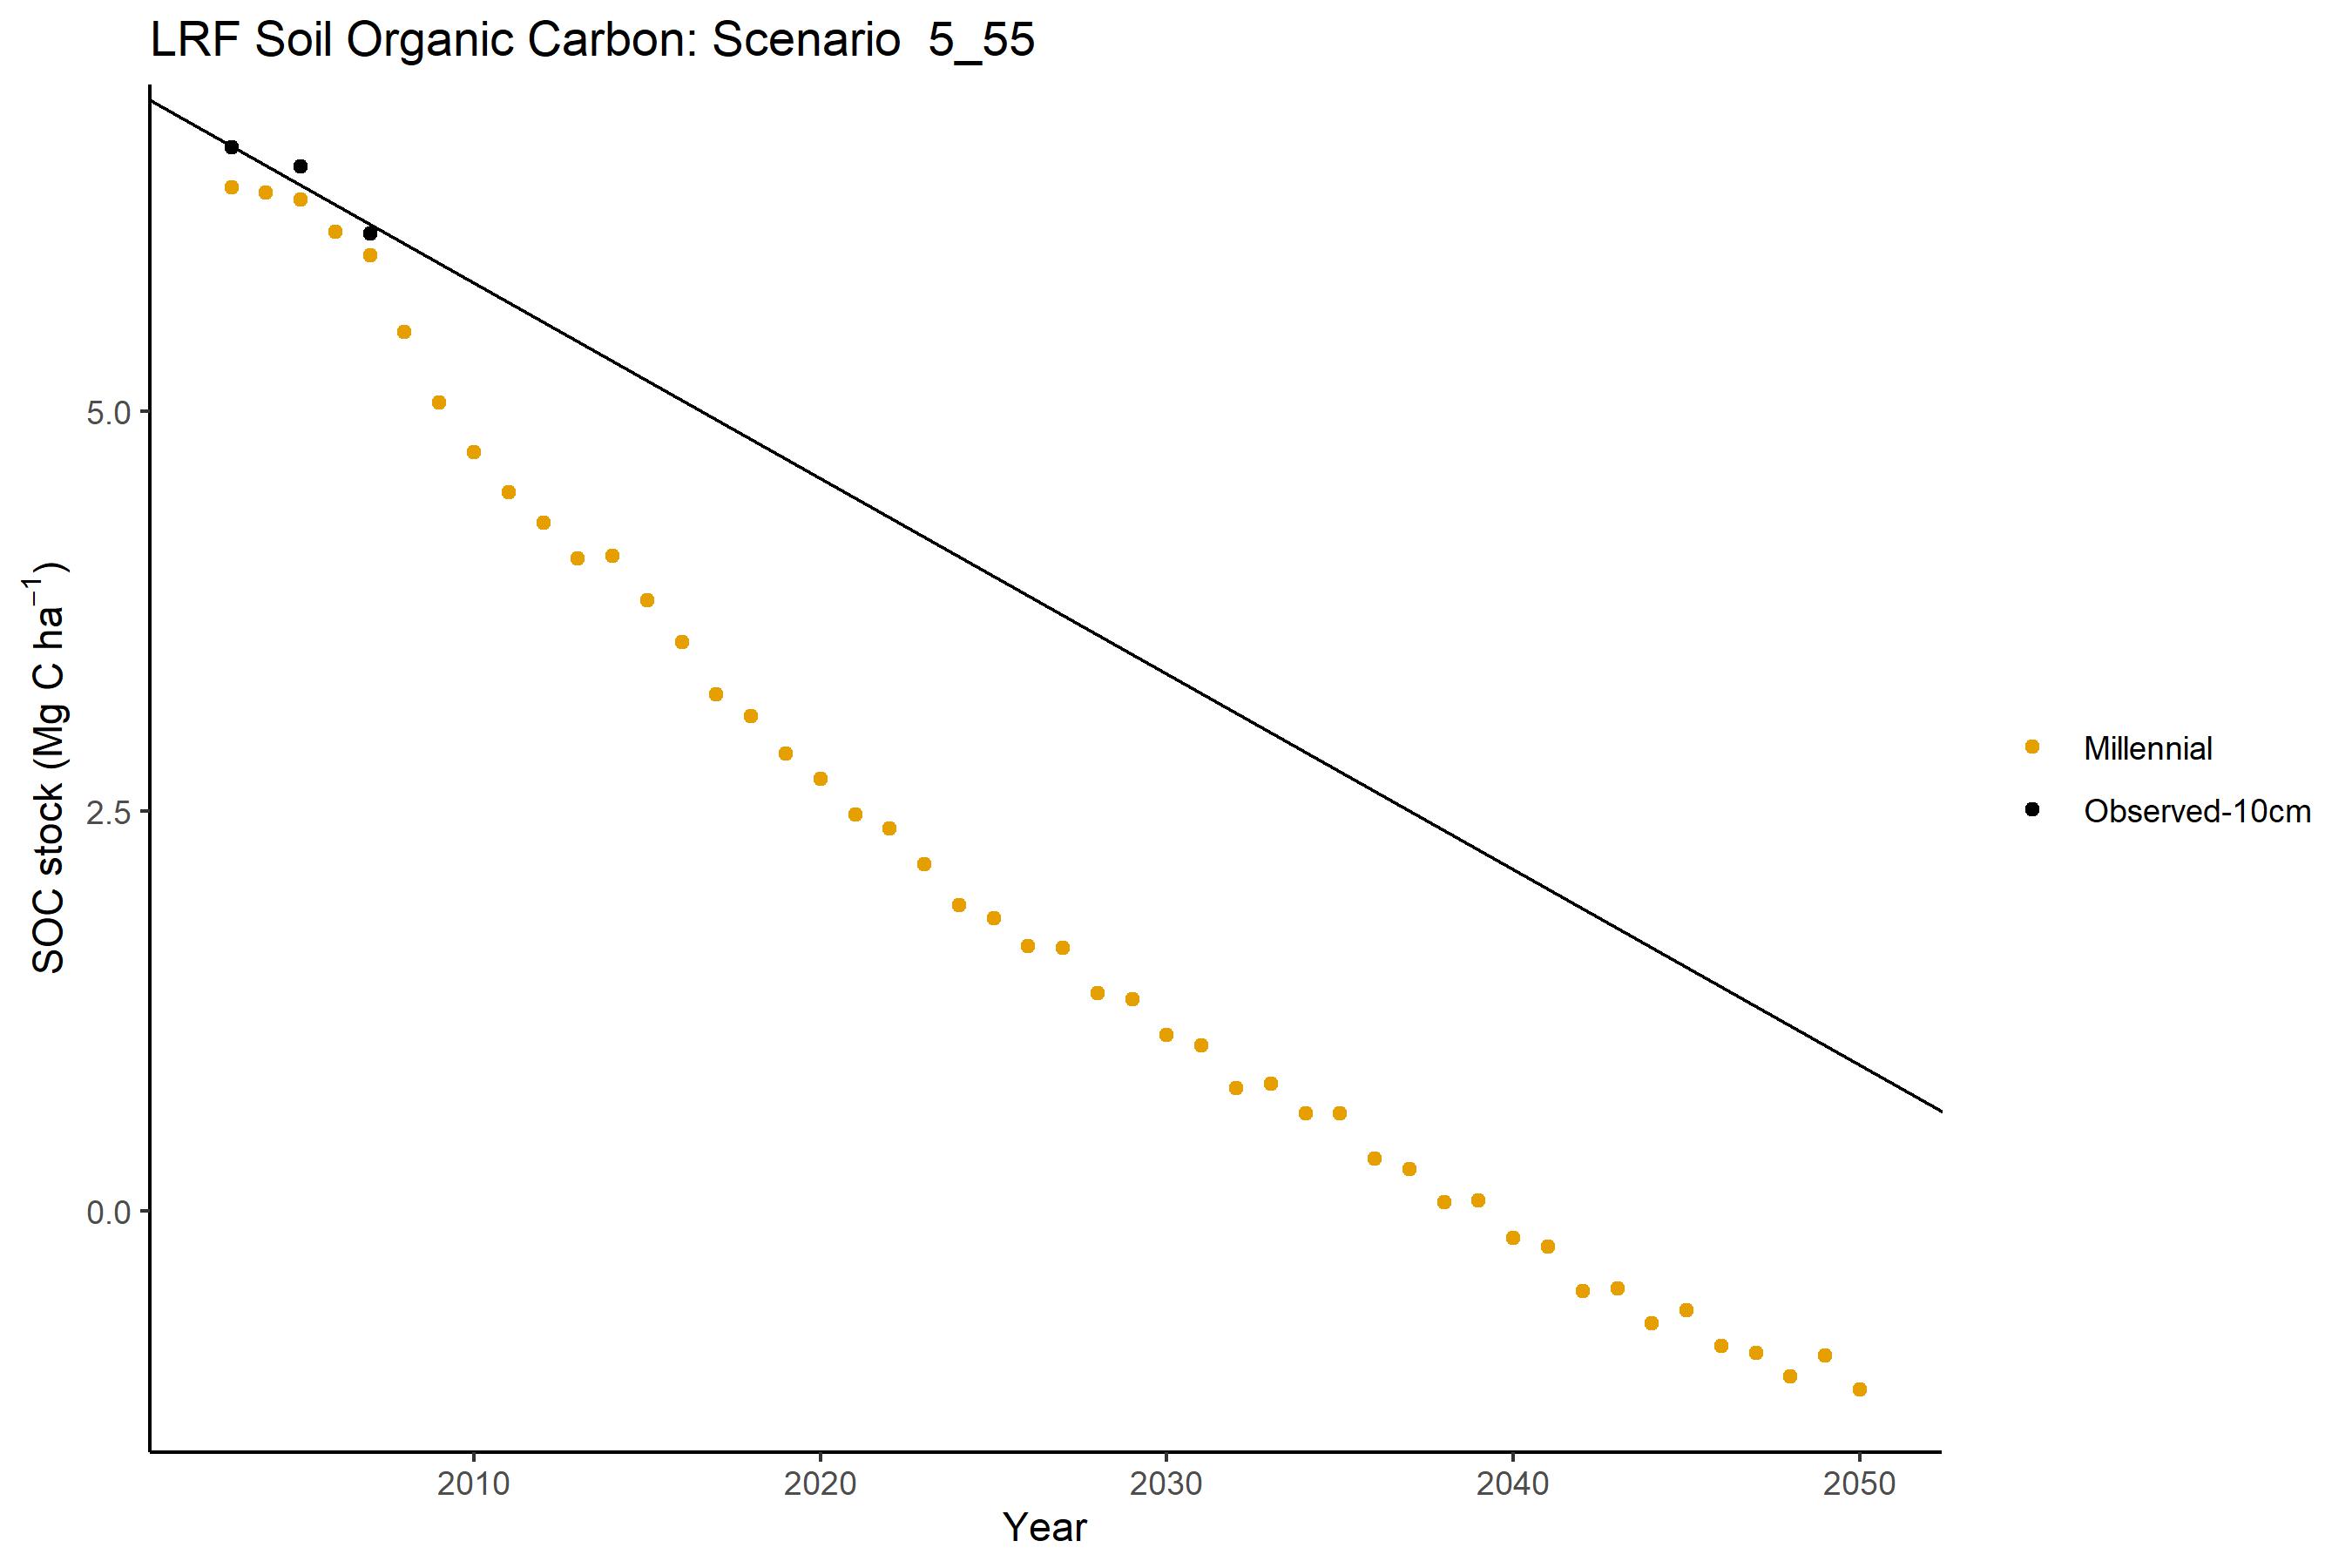 LRF Soil Organic Carbon: Scenario  5_55
SOC stock (Mg C ha⁻¹)
5.0
2.5
0.0
2010 2020 2030 2040 2050
Year
Millennial
Observed-10cm